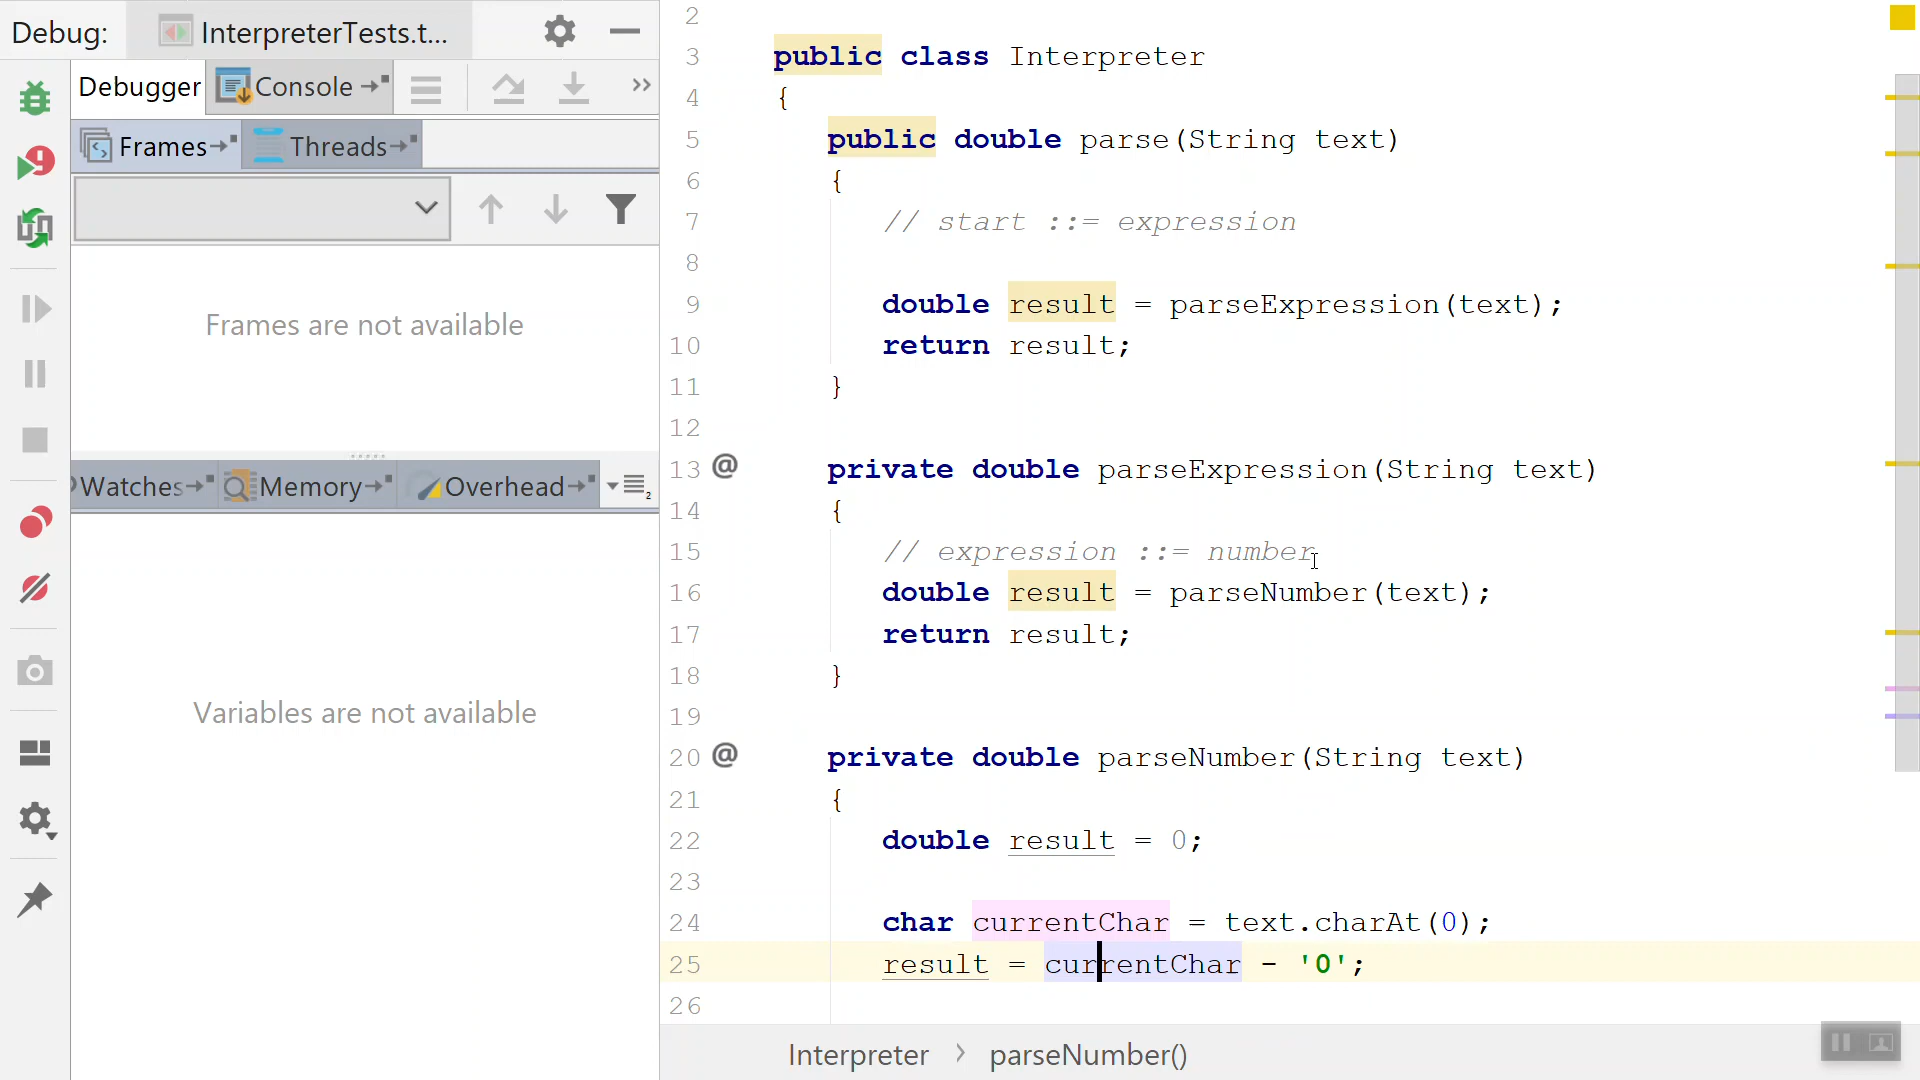 Debug: InterpreterTests.t...
Debugger Console
Frames Threads
Frames are not available
Watches Memory Overhead 2
Variables are not available
2
3 public class Interpreter
4 {
5 public double parse(String text)
6 {
7 // start ::= expression
8
9 double result = parseExpression(text);
10 return result;
11 }
12
13 @ private double parseExpression(String text)
14 {
15 // expression ::= number
16 double result = parseNumber(text);
17 return result;
18 }
19
20 @ private double parseNumber(String text)
21 {
22 double result = 0;
23
24 char currentChar = text.charAt(0);
25 result = currentChar - '0';
26
Interpreter > parseNumber()